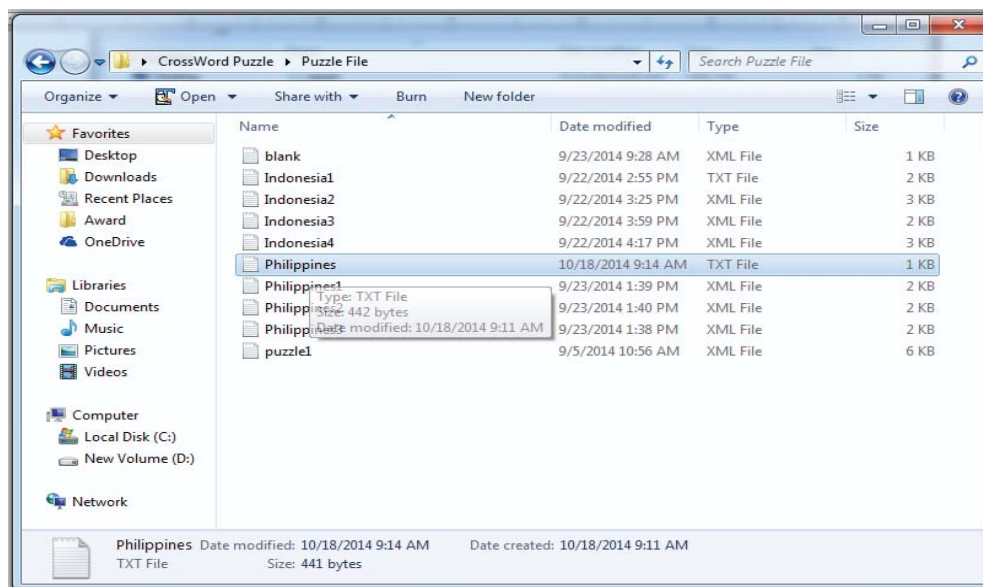 CrossWord Puzzle ▸ Puzzle File
Search Puzzle File
Organize Open Share with Burn New folder
Name Date modified Type Size
Favorites
Desktop
Downloads
Recent Places
Award
OneDrive
Libraries
Documents
Music
Pictures
Videos
Computer
Local Disk (C:)
New Volume (D:)
Network
blank 9/23/2014 9:28 AM XML File 1 KB
Indonesia1 9/22/2014 2:55 PM TXT File 2 KB
Indonesia2 9/22/2014 3:25 PM XML File 3 KB
Indonesia3 9/22/2014 3:59 PM XML File 2 KB
Indonesia4 9/22/2014 4:17 PM XML File 3 KB
Philippines 10/18/2014 9:14 AM TXT File 1 KB
Philippines1 9/23/2014 1:39 PM XML File 2 KB
Philippines2 9/23/2014 1:40 PM XML File 2 KB
Philippines3 9/23/2014 1:38 PM XML File 2 KB
puzzle1 9/5/2014 10:56 AM XML File 6 KB
Type: TXT File
Size: 442 bytes
Date modified: 10/18/2014 9:11 AM
Philippines Date modified: 10/18/2014 9:14 AM Date created: 10/18/2014 9:11 AM
TXT File Size: 441 bytes